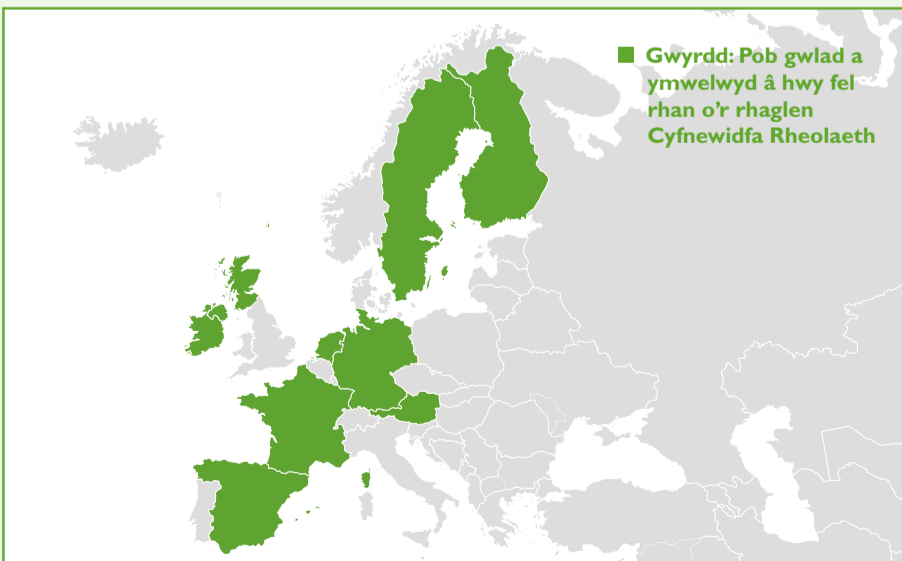 Gwyrdd: Pob gwlad a
ymwelwyd â hwy fel
rhan o’r rhaglen
Cyfnewidfa Rheolaeth